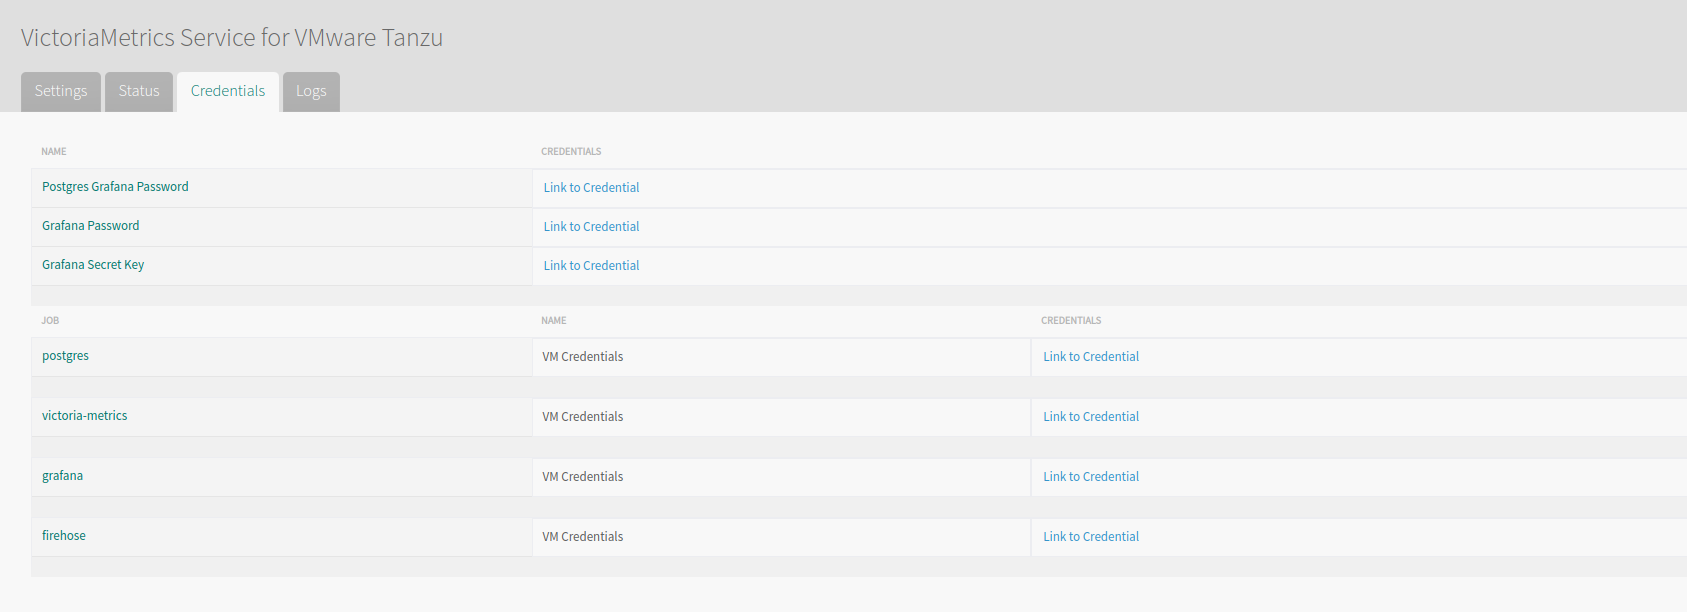 VictoriaMetrics Service for VMware Tanzu
Settings Status Credentials Logs
NAME CREDENTIALS
Postgres Grafana Password Link to Credential
Grafana Password Link to Credential
Grafana Secret Key Link to Credential
JOB NAME CREDENTIALS
postgres VM Credentials Link to Credential
victoria-metrics VM Credentials Link to Credential
grafana VM Credentials Link to Credential
firehose VM Credentials Link to Credential